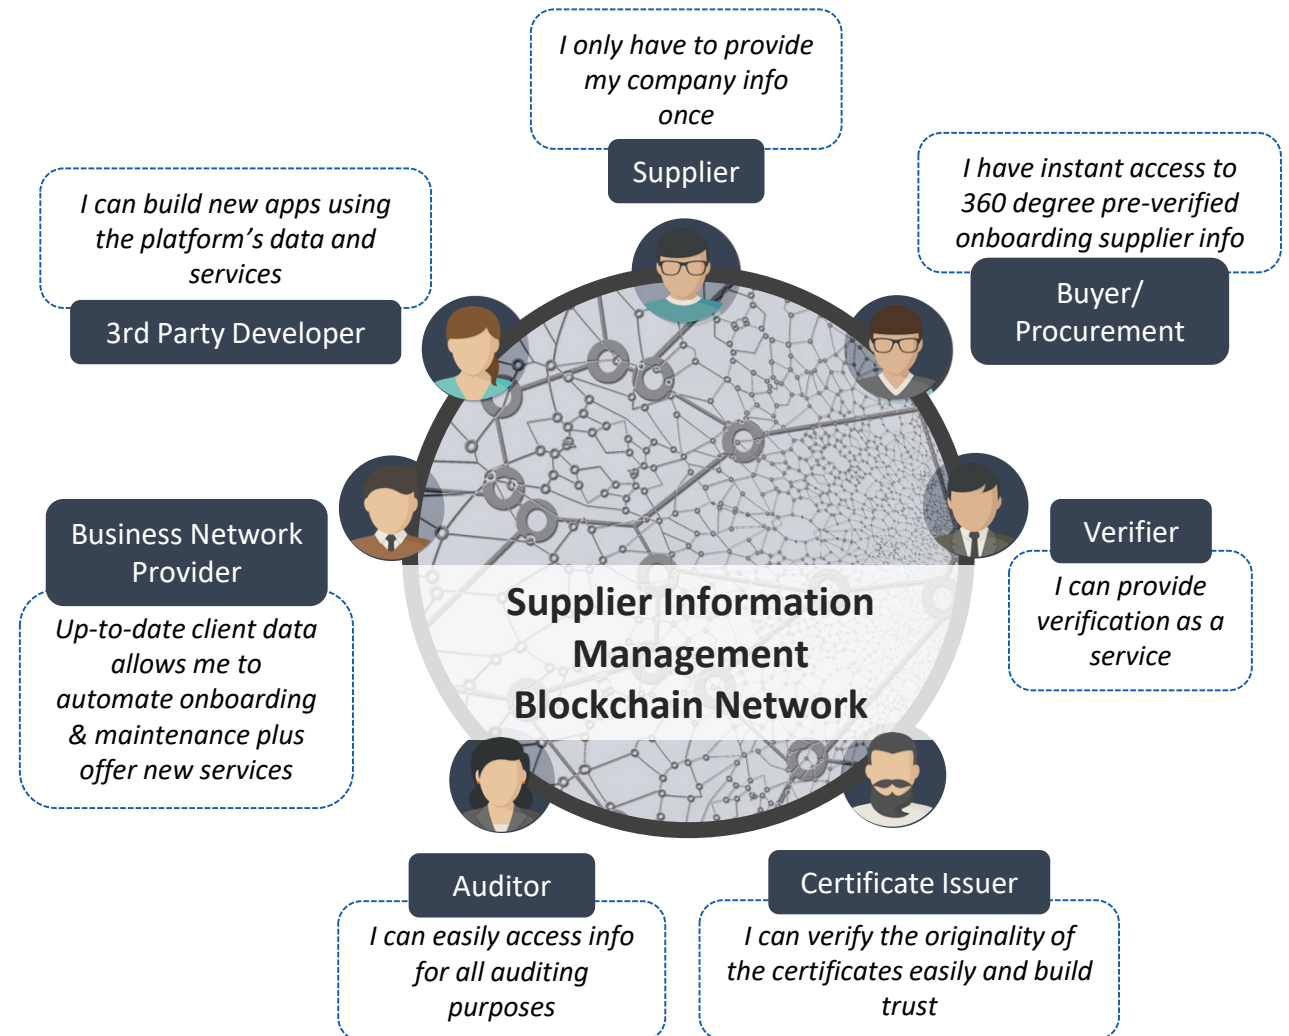 I only have to provide
my company info
once
Supplier
I have instant access to
360 degree pre-verified
onboarding supplier info
Buyer/
Procurement
I can build new apps using
the platform's data and
services
3rd Party Developer
Business Network
Provider
Up-to-date client data
allows me to
automate onboarding
& maintenance plus
offer new services
Verifier
I can provide
verification as a
service
Supplier Information
Management
Blockchain Network
Auditor
I can easily access info
for all auditing
purposes
Certificate Issuer
I can verify the originality of
the certificates easily and build
trust